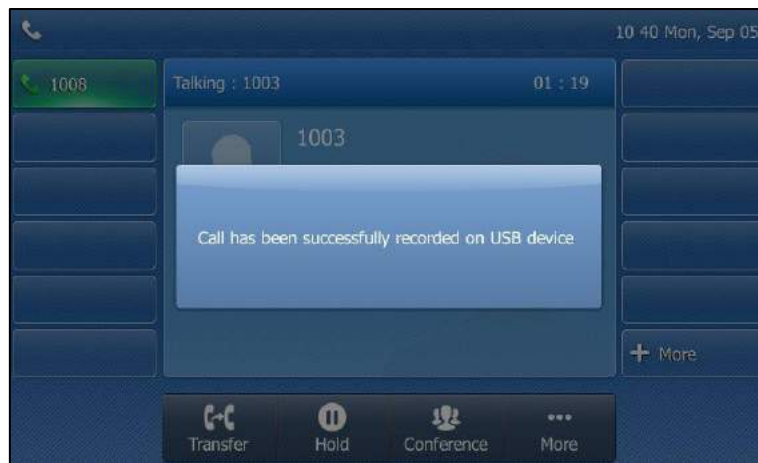 10 40 Mon, Sep 05
1008
Talking : 1003
01 : 19
1003
Call has been successfully recorded on USB device
More
Transfer
Hold
Conference
More